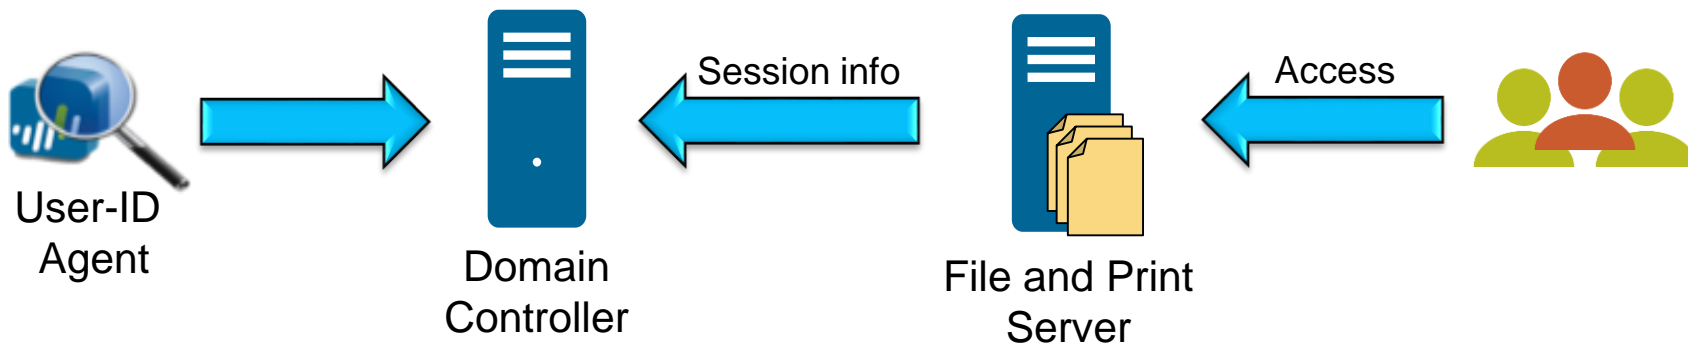 Session info
Access
User-ID
Agent
Domain
Controller
File and Print
Server